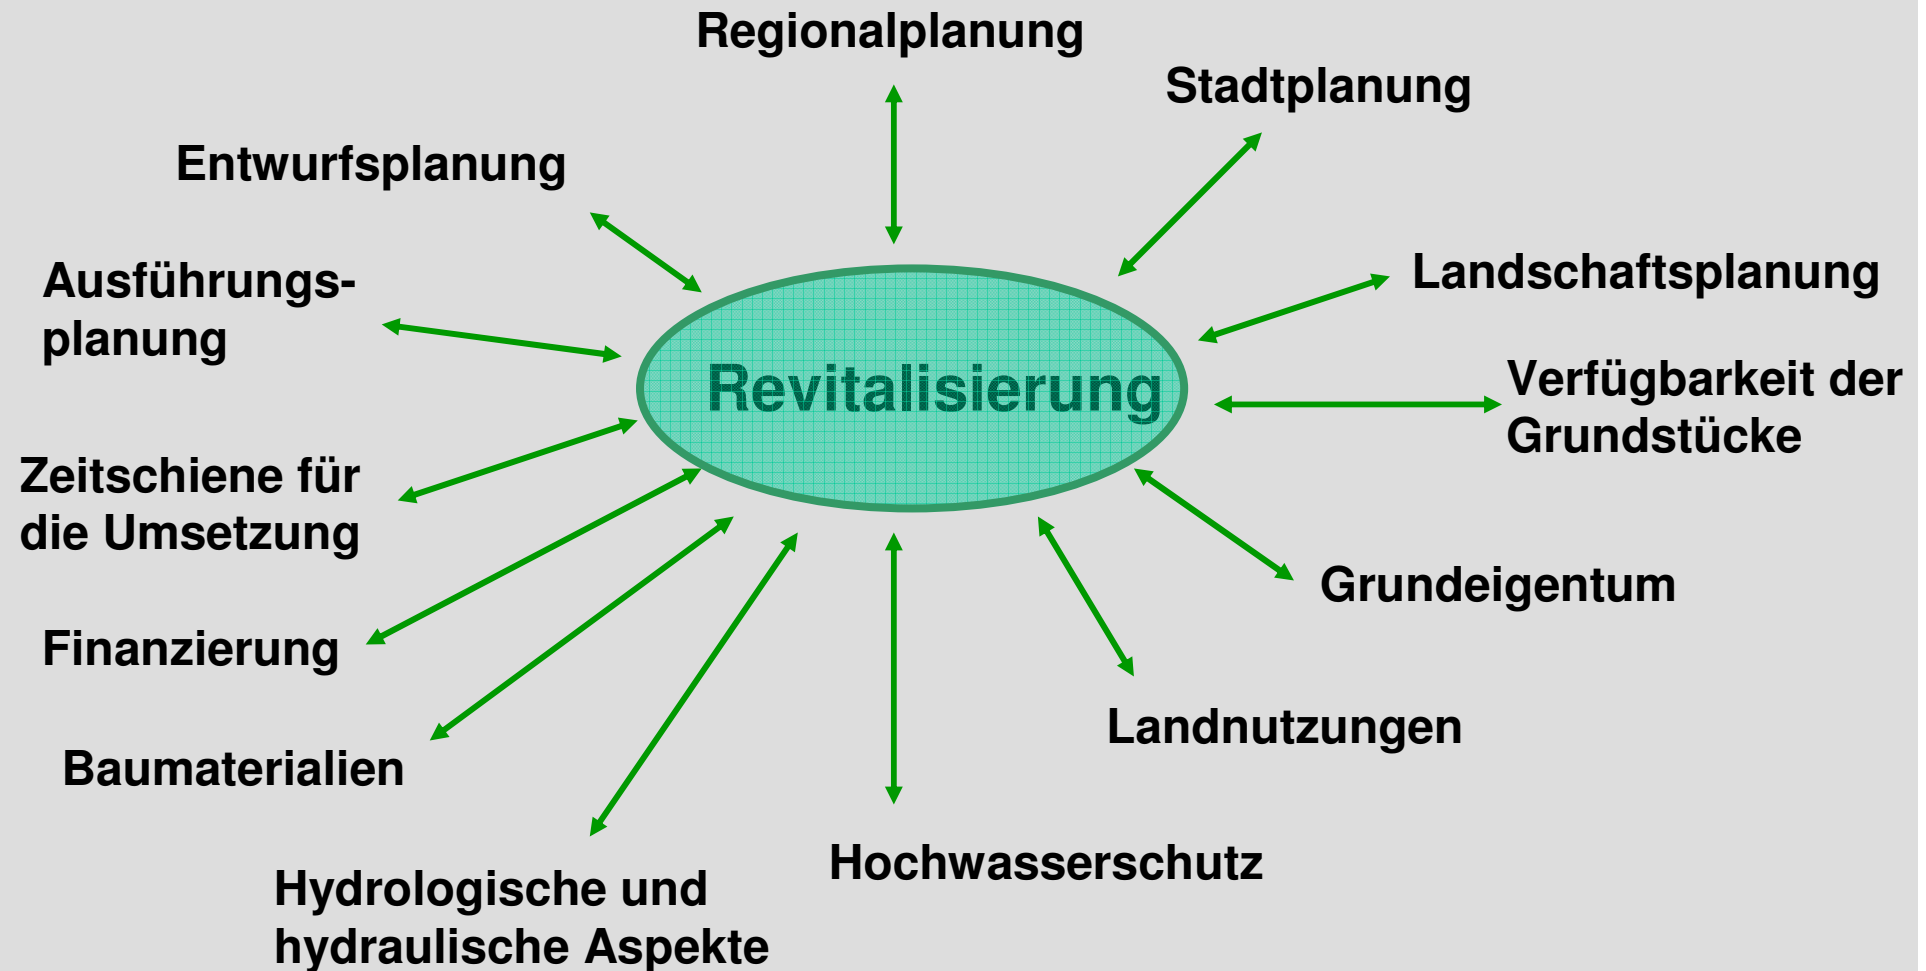 Regionalplanung
Stadtplanung
Entwurfsplanung
Landschaftsplanung
Ausführungs-
planung
Revitalisierung
Verfügbarkeit der
Grundstücke
Zeitschiene für
die Umsetzung
Grundeigentum
Finanzierung
Landnutzungen
Baumaterialien
Hochwasserschutz
Hydrologische und
hydraulische Aspekte